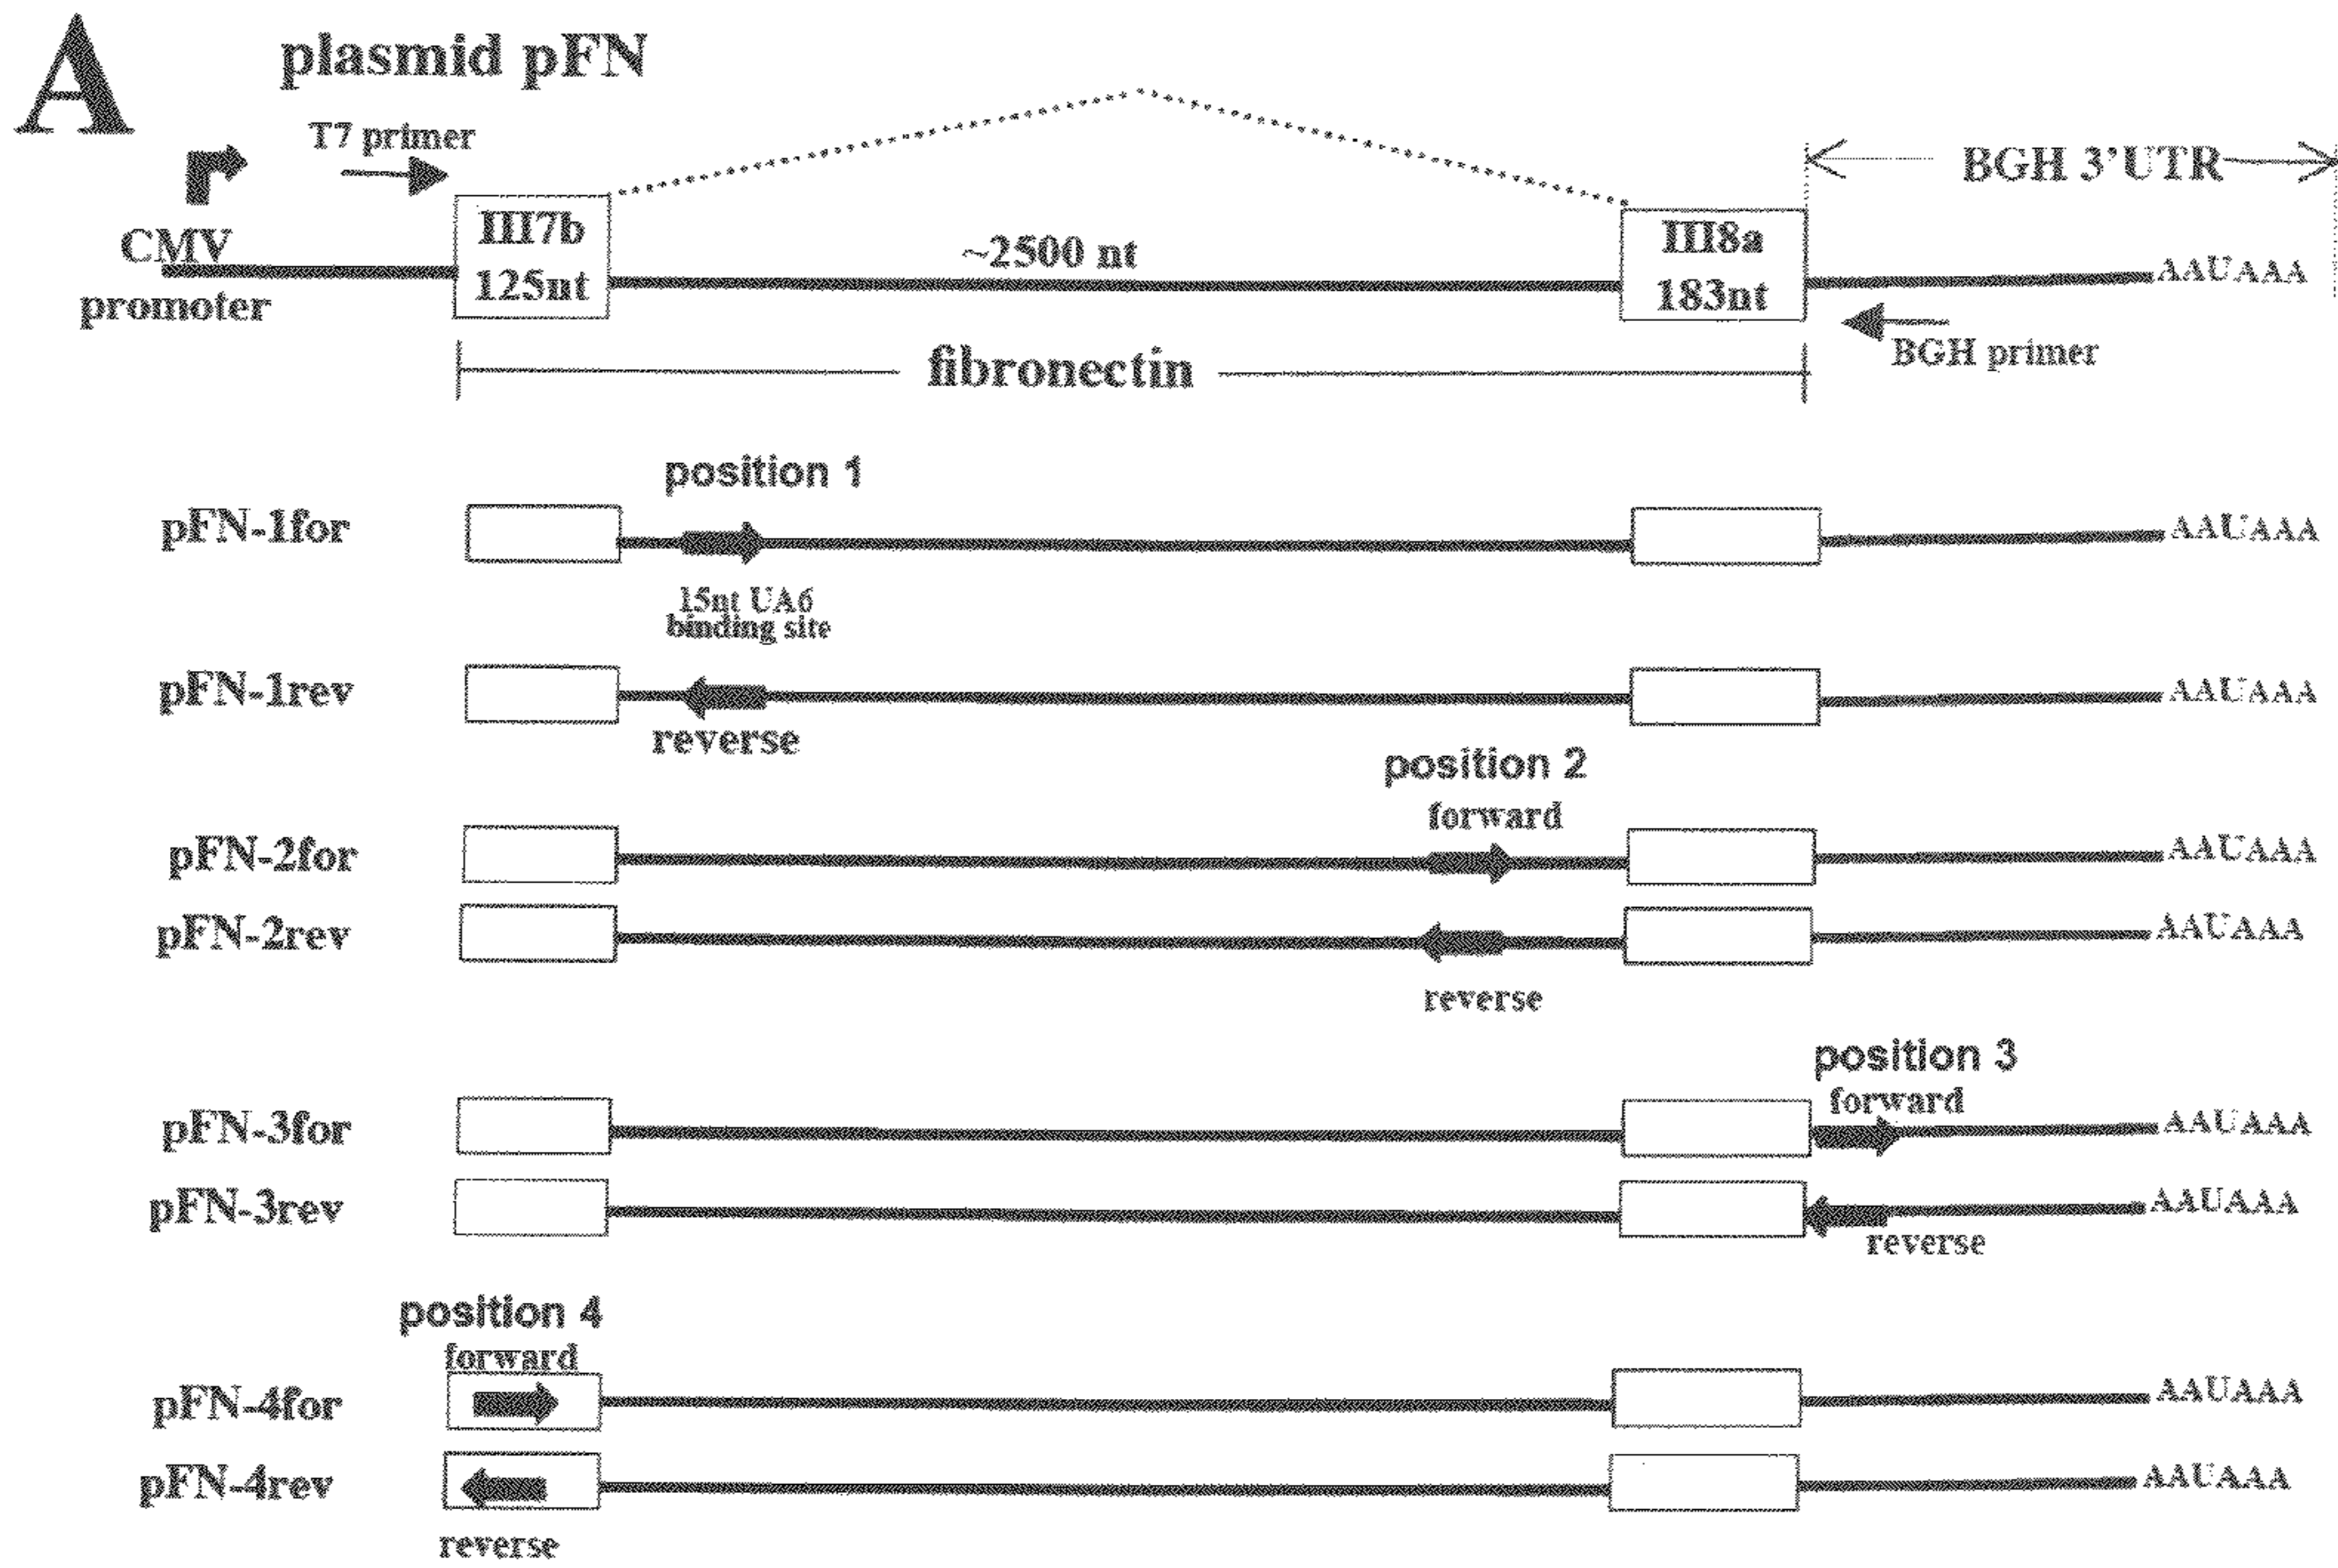 A
plasmid pFN
T7 primer
BGH 3'UTR
CMV
promoter
III7b
125nt
~2500 nt
III8a
183nt
AAUAAA
BGH primer
fibronectin
position 1
pFN-1for
AAUAAA
15nt UA6
binding site
pFN-1rev
AAUAAA
reverse
position 2
forward
pFN-2for
AAUAAA
pFN-2rev
AAUAAA
reverse
position 3
forward
pFN-3for
AAUAAA
pFN-3rev
AAUAAA
reverse
position 4
forward
pFN-4for
AAUAAA
pFN-4rev
AAUAAA
reverse